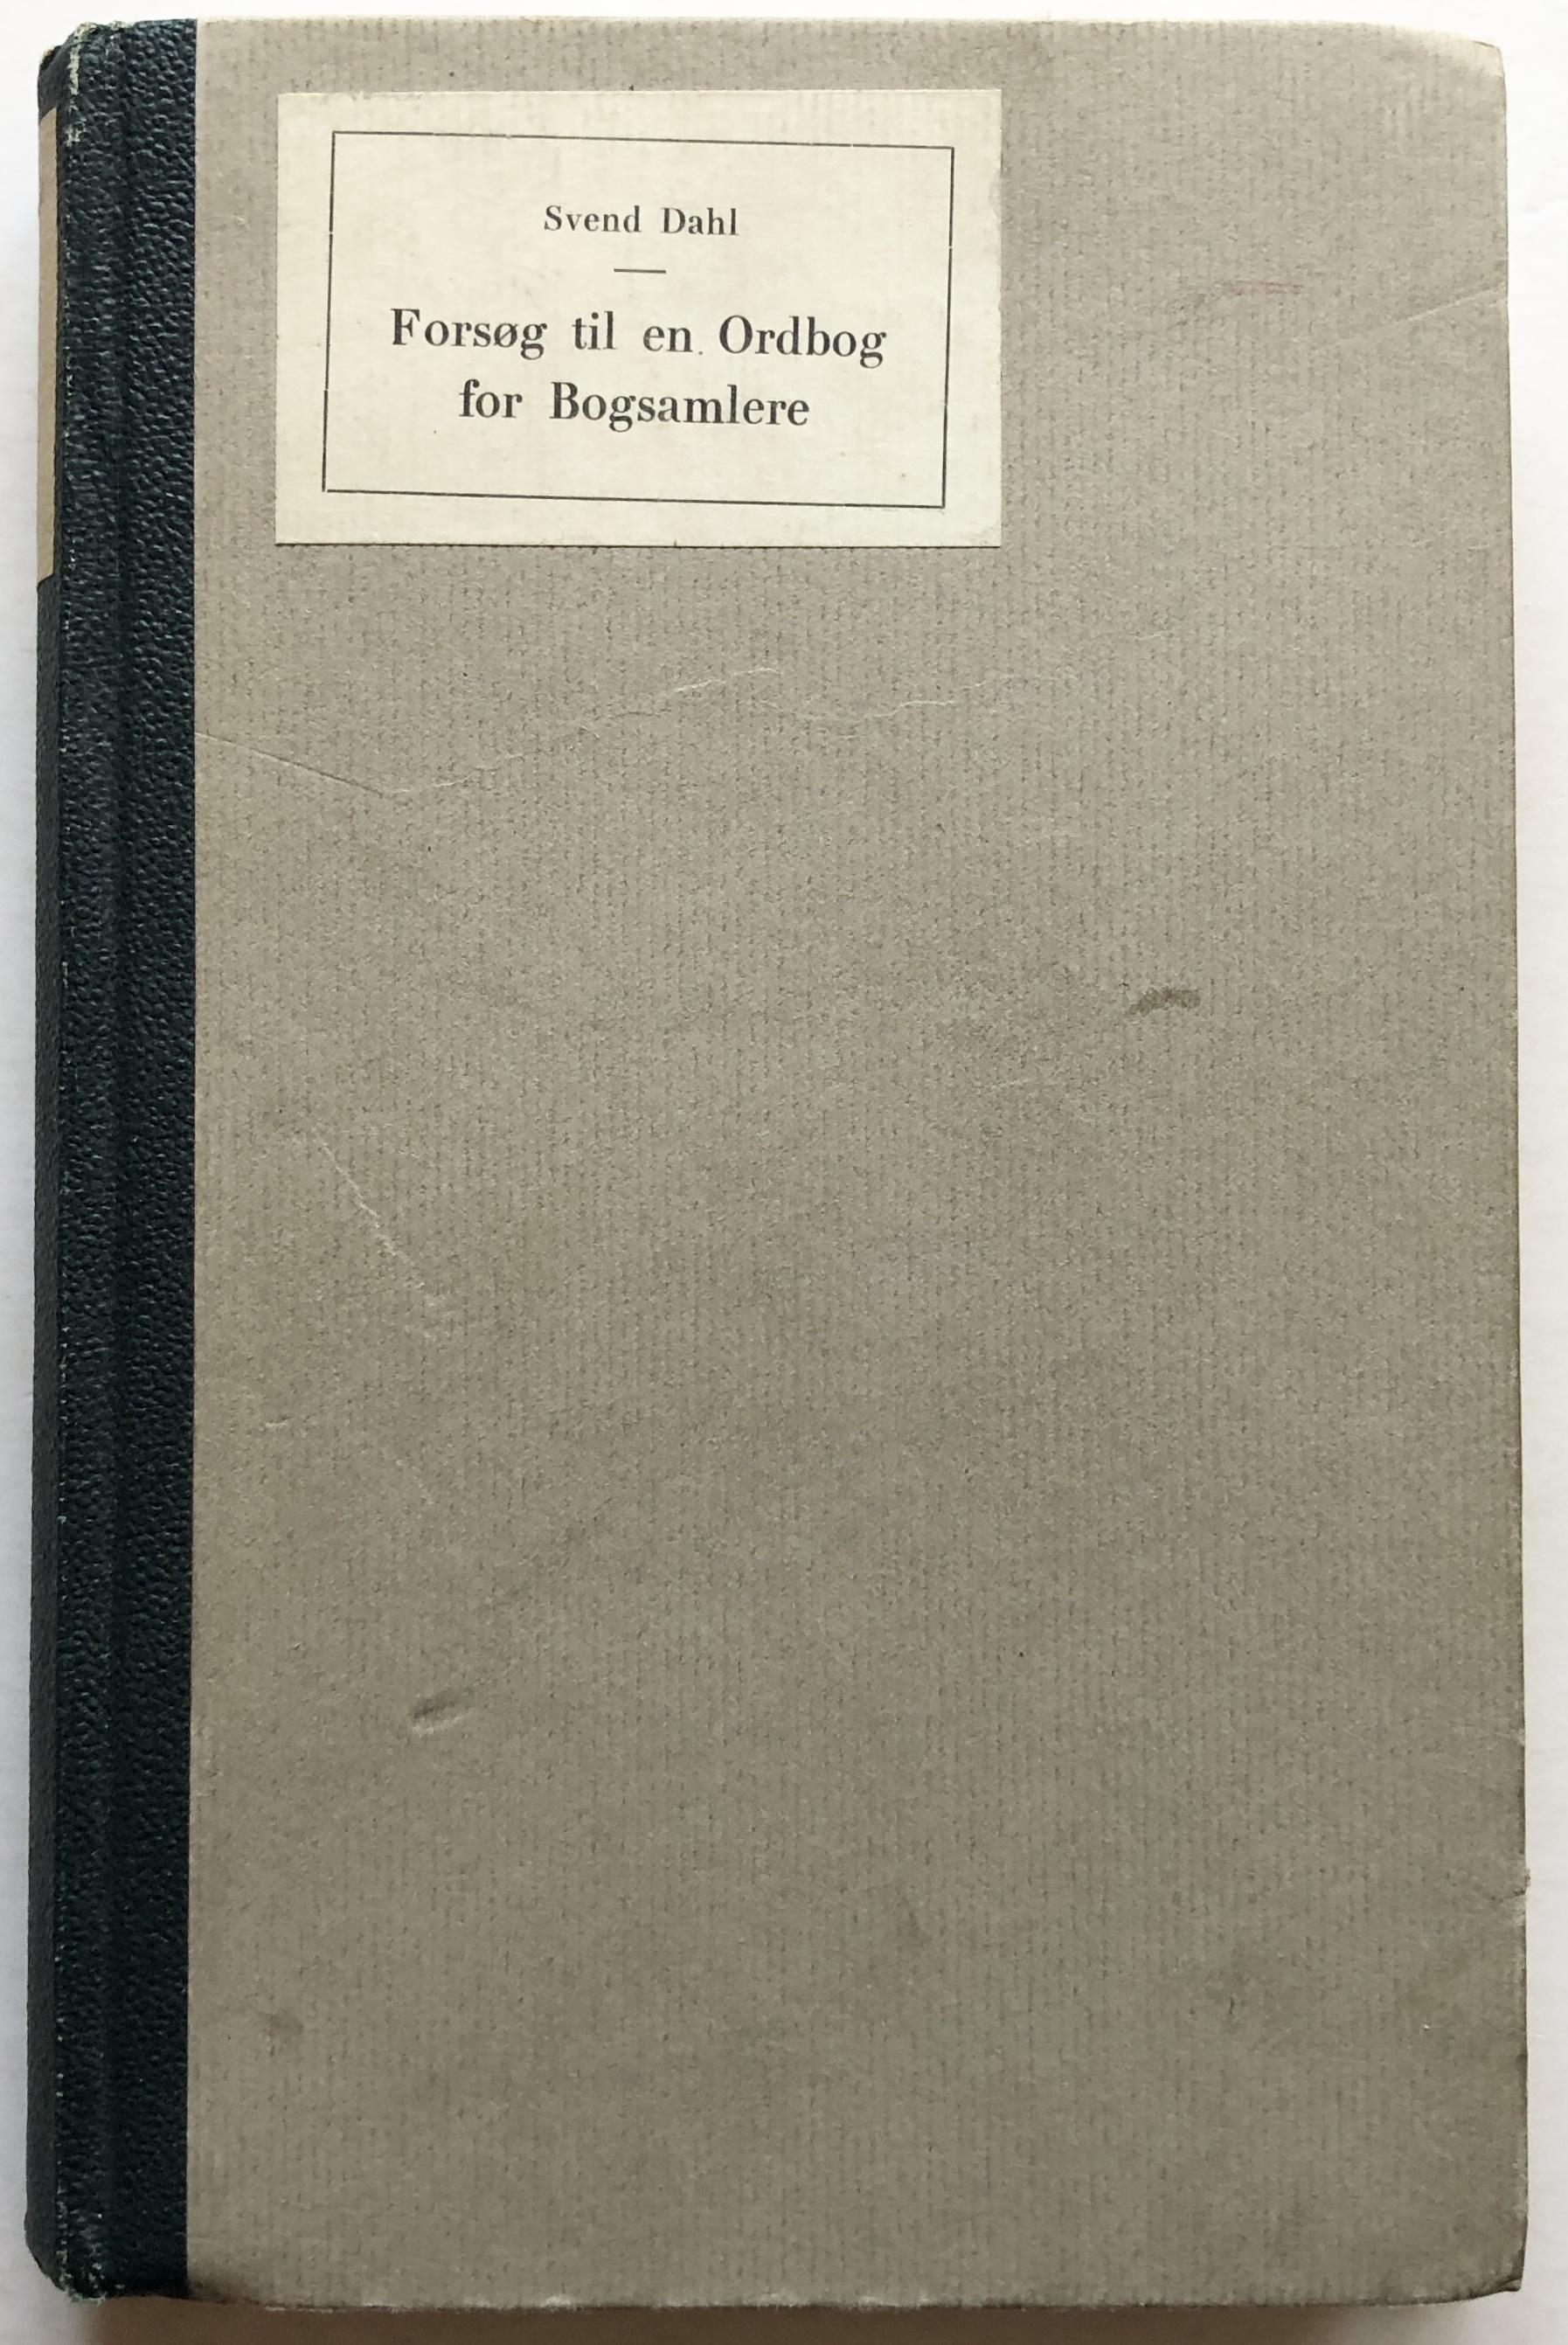 Svend Dahl
Forsøg til en Ordbog
for Bogsamlere